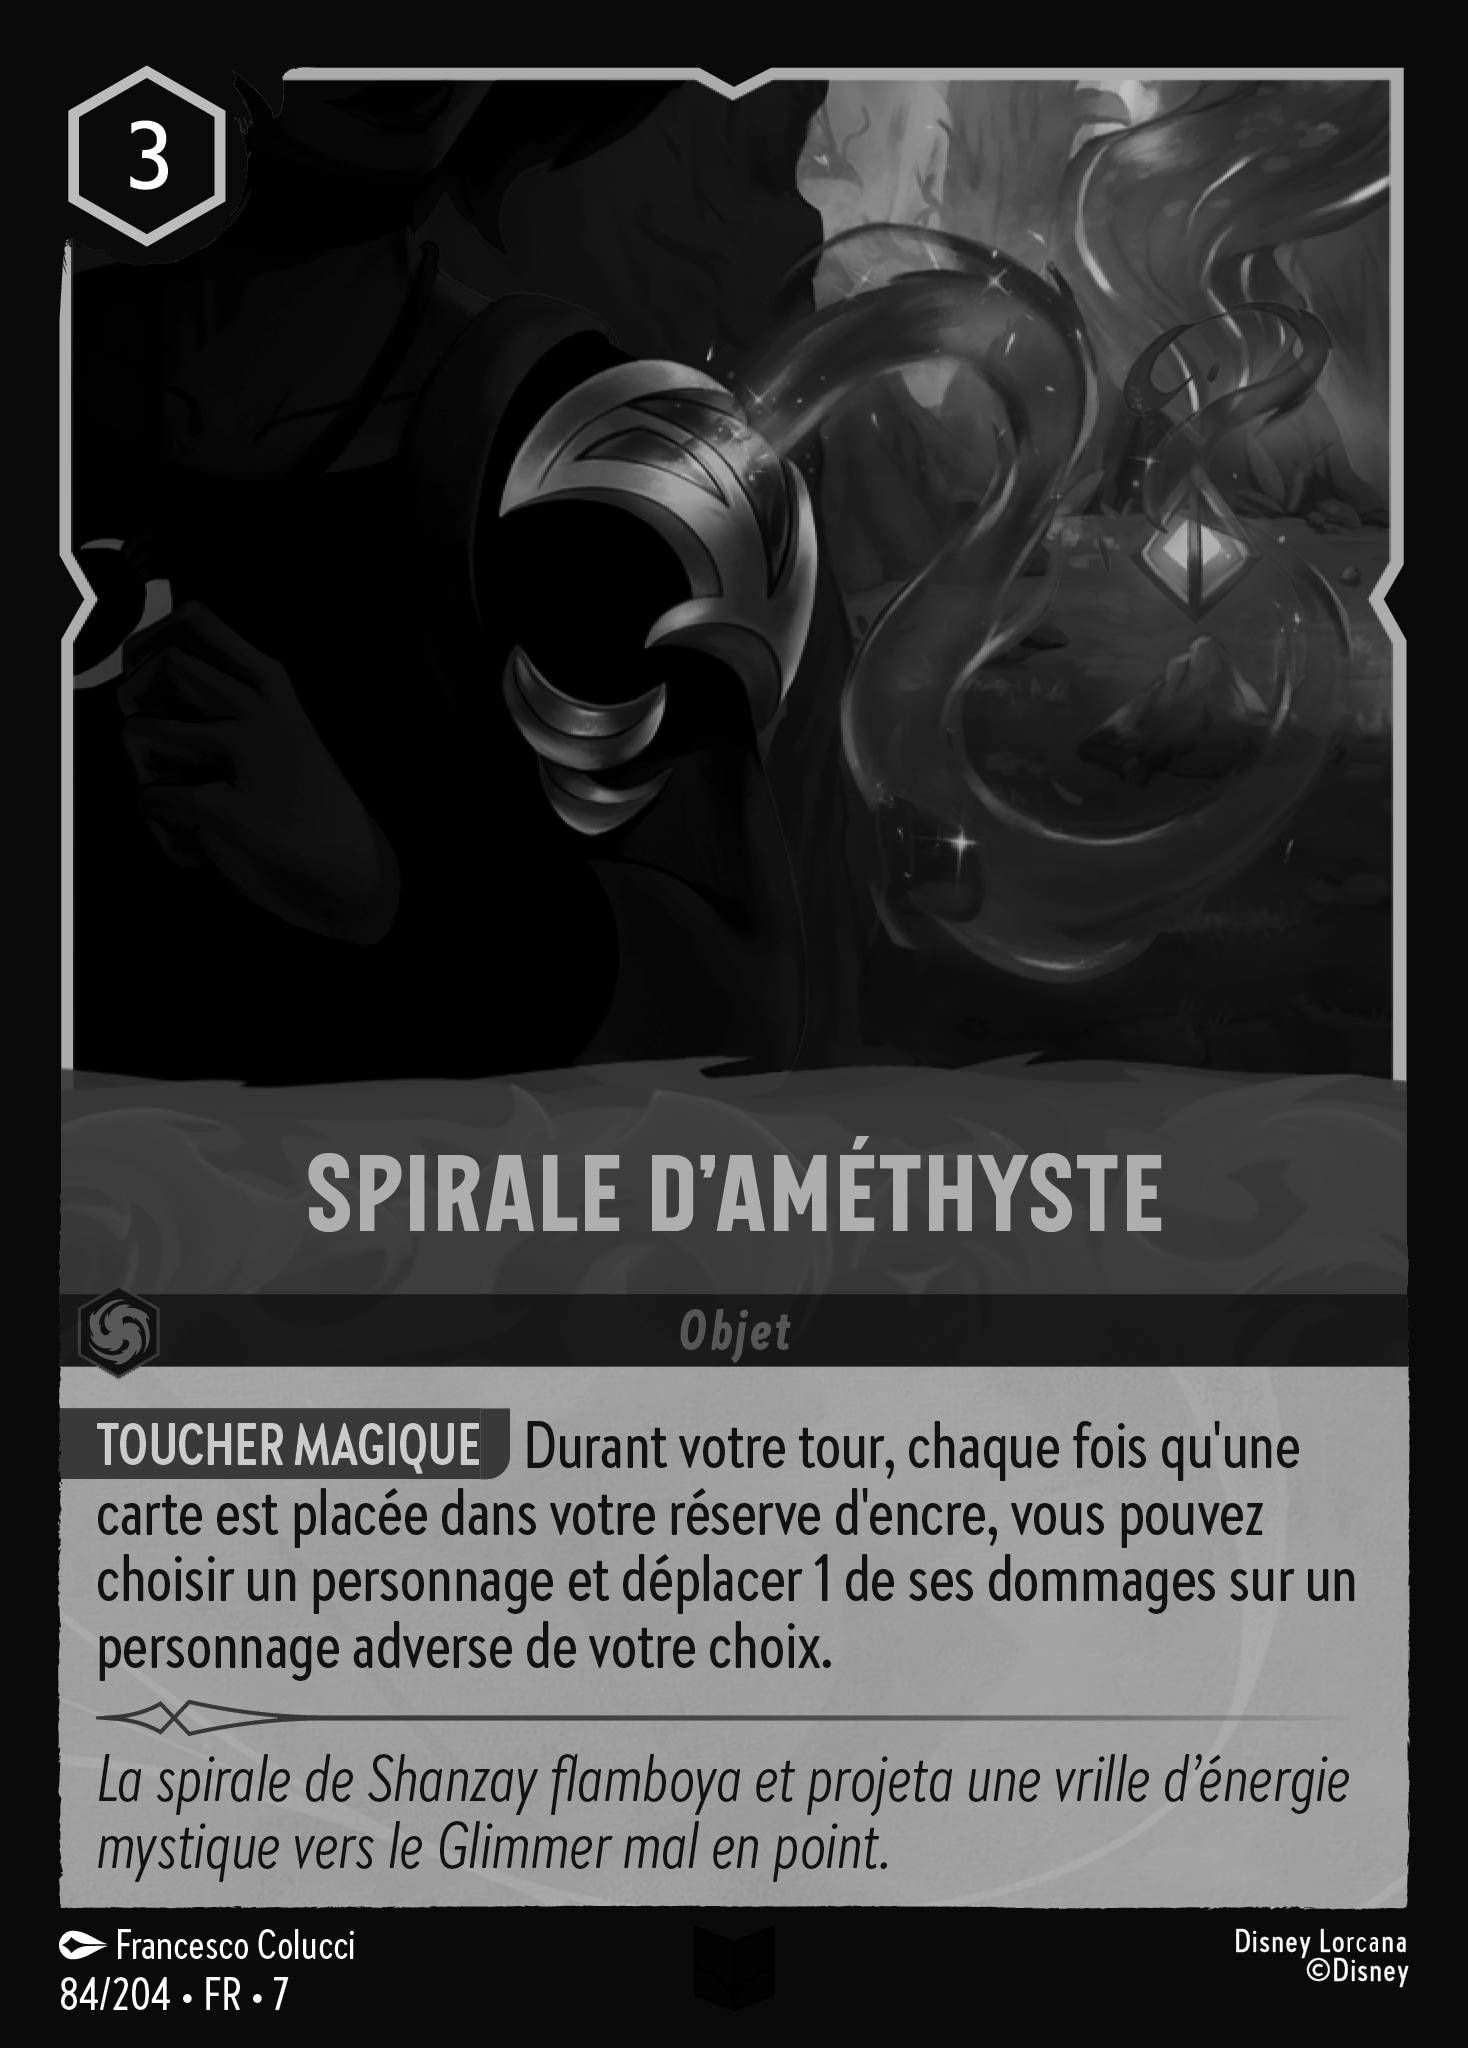 3
SPIRALE D’AMÉTHYSTE
Objet
TOUCHER MAGIQUE Durant votre tour, chaque fois qu'une
carte est placée dans votre réserve d'encre, vous pouvez
choisir un personnage et déplacer 1 de ses dommages sur un
personnage adverse de votre choix.
La spirale de Shanzay flamboya et projeta une vrille d’énergie
mystique vers le Glimmer mal en point.
Francesco Colucci
Disney Lorcana
84/204 • FR • 7
©Disney